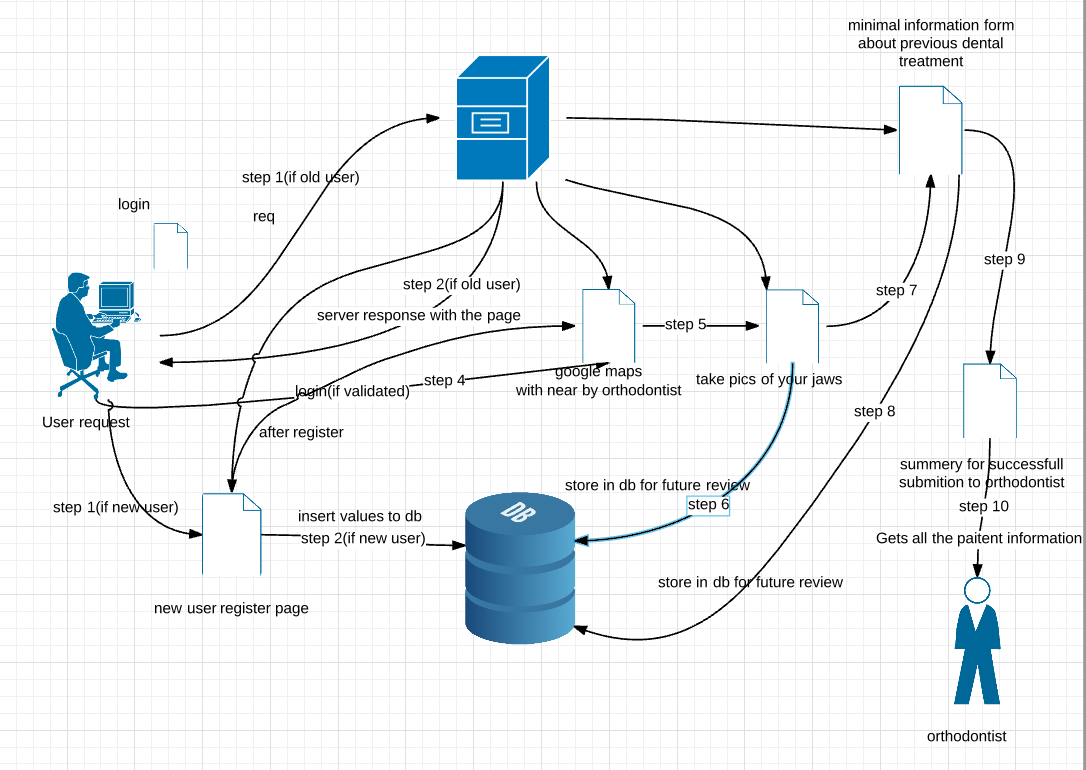 minimal information form
about previous dental
treatment
step 1(if old user)
login
req
step 9
step 2(if old user)
step 7
server response with the page
step 5
google maps
with near by orthodontist
step 4
take pics of your jaws
login(if validated)
step 8
User request
after register
summery for successfull
submition to orthodontist
store in db for future review
step 6
step 1(if new user)
step 10
insert values to db
step 2(if new user)
DB
Gets all the paitent information
store in db for future review
new user register page
orthodontist